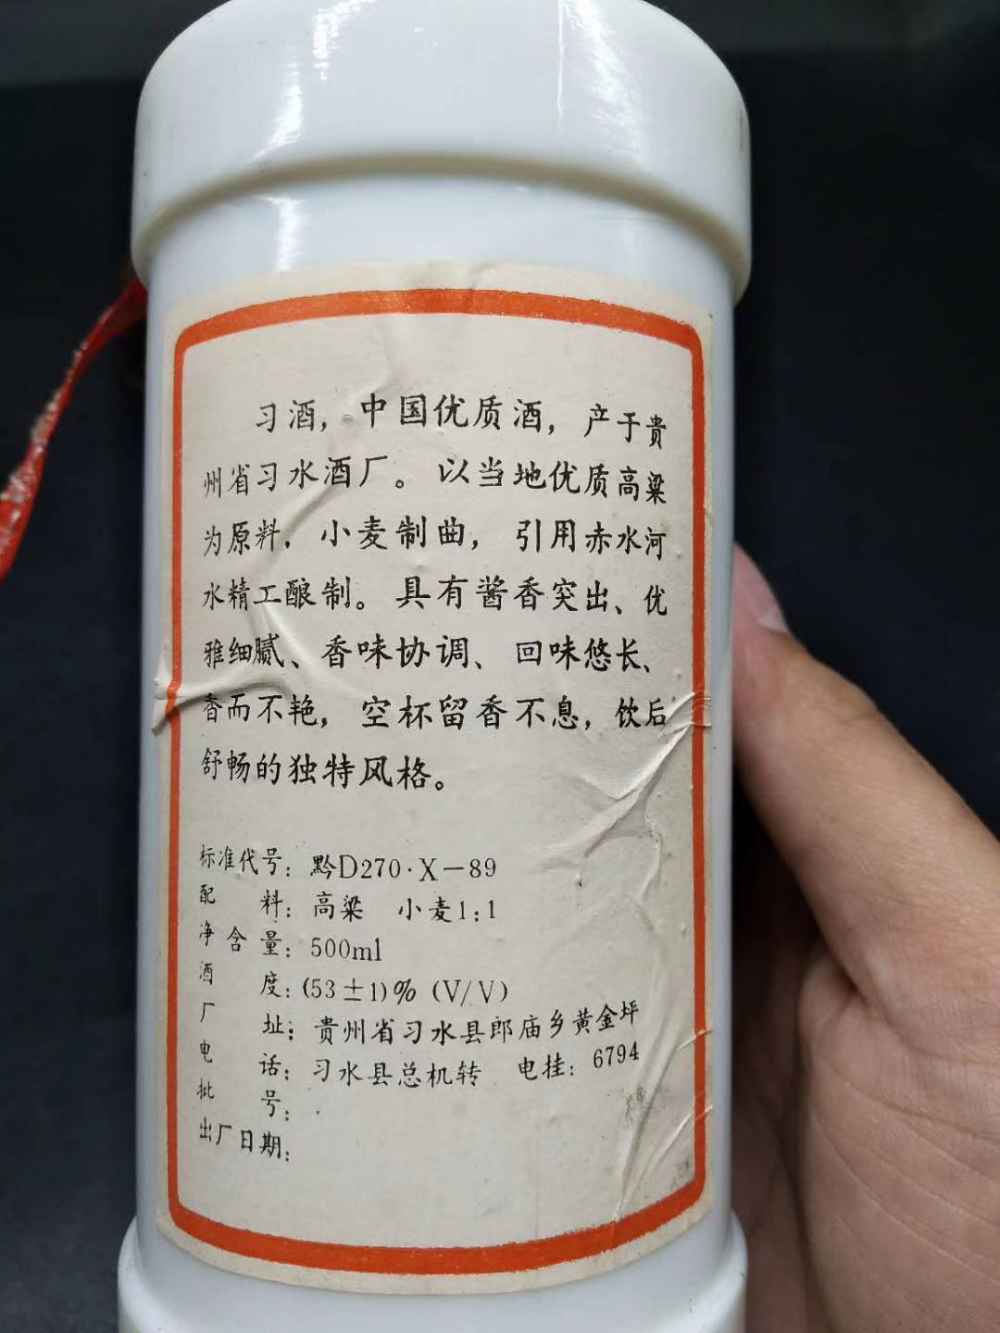 习酒，中国优质酒，产于贵
州省习水酒厂。以当地优质高粱
为原料，小麦制曲，引用赤水河
水精工酿制。具有酱香突出、优
雅细腻、香味协调、回味悠长、
香而不艳，空杯留香不息，饮后
舒畅的独特风格。
标准代号：黔D270·X－89
配料：高粱 小麦1:1
净含量：500ml
酒度：(53±1)% (V/V)
厂址：贵州省习水县郎庙乡黄金坪
电话：习水县总机转 电挂：6794
批号：
出厂日期：